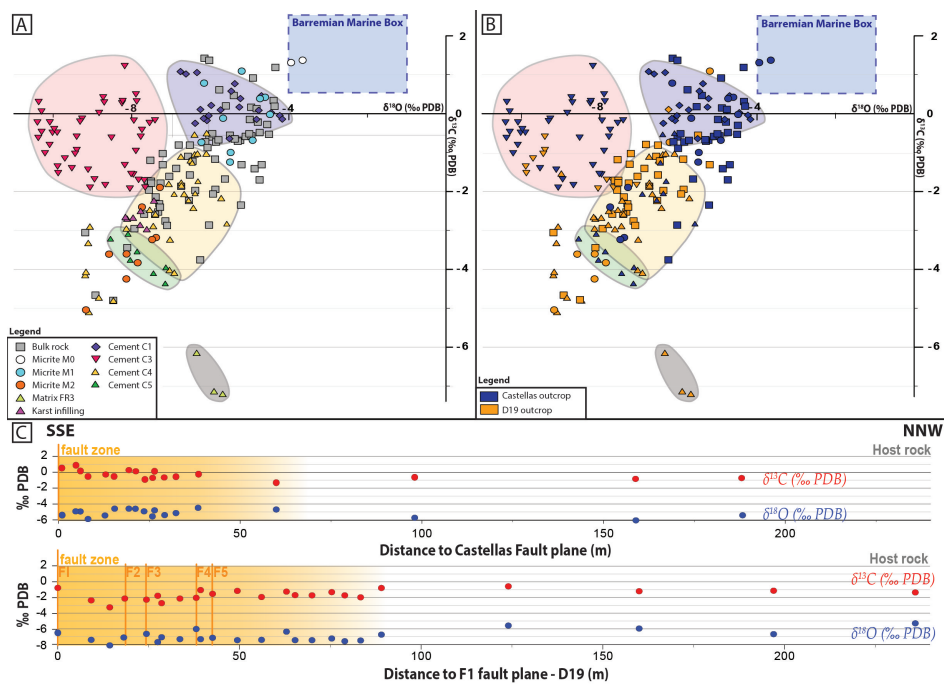 A
Barremian Marine Box
2
-8
-4
δ¹⁸O (‰ PDB)
0
δ¹³C (‰ PDB)
-2
-4
-6
Legend
Bulk rock
Micrite M0
Micrite M1
Micrite M2
Matrix FR3
Karst infilling
Cement C1
Cement C3
Cement C4
Cement C5
B
Barremian Marine Box
2
-8
-4
δ¹⁸O (‰ PDB)
0
δ¹³C (‰ PDB)
-2
-4
-6
Legend
Castellas outcrop
D19 outcrop
C SSE NNW
fault zone Host rock
‰ PDB
2
0
-2
-4
-6
δ¹³C (‰ PDB)
δ¹⁸O (‰ PDB)
0 50 100 150 200
Distance to Castellas Fault plane (m)
fault zone Host rock
F1 F2 F3 F4 F5
‰ PDB
2
0
-2
-4
-6
-8
δ¹³C (‰ PDB)
δ¹⁸O (‰ PDB)
0 50 100 150 200
Distance to F1 fault plane - D19 (m)